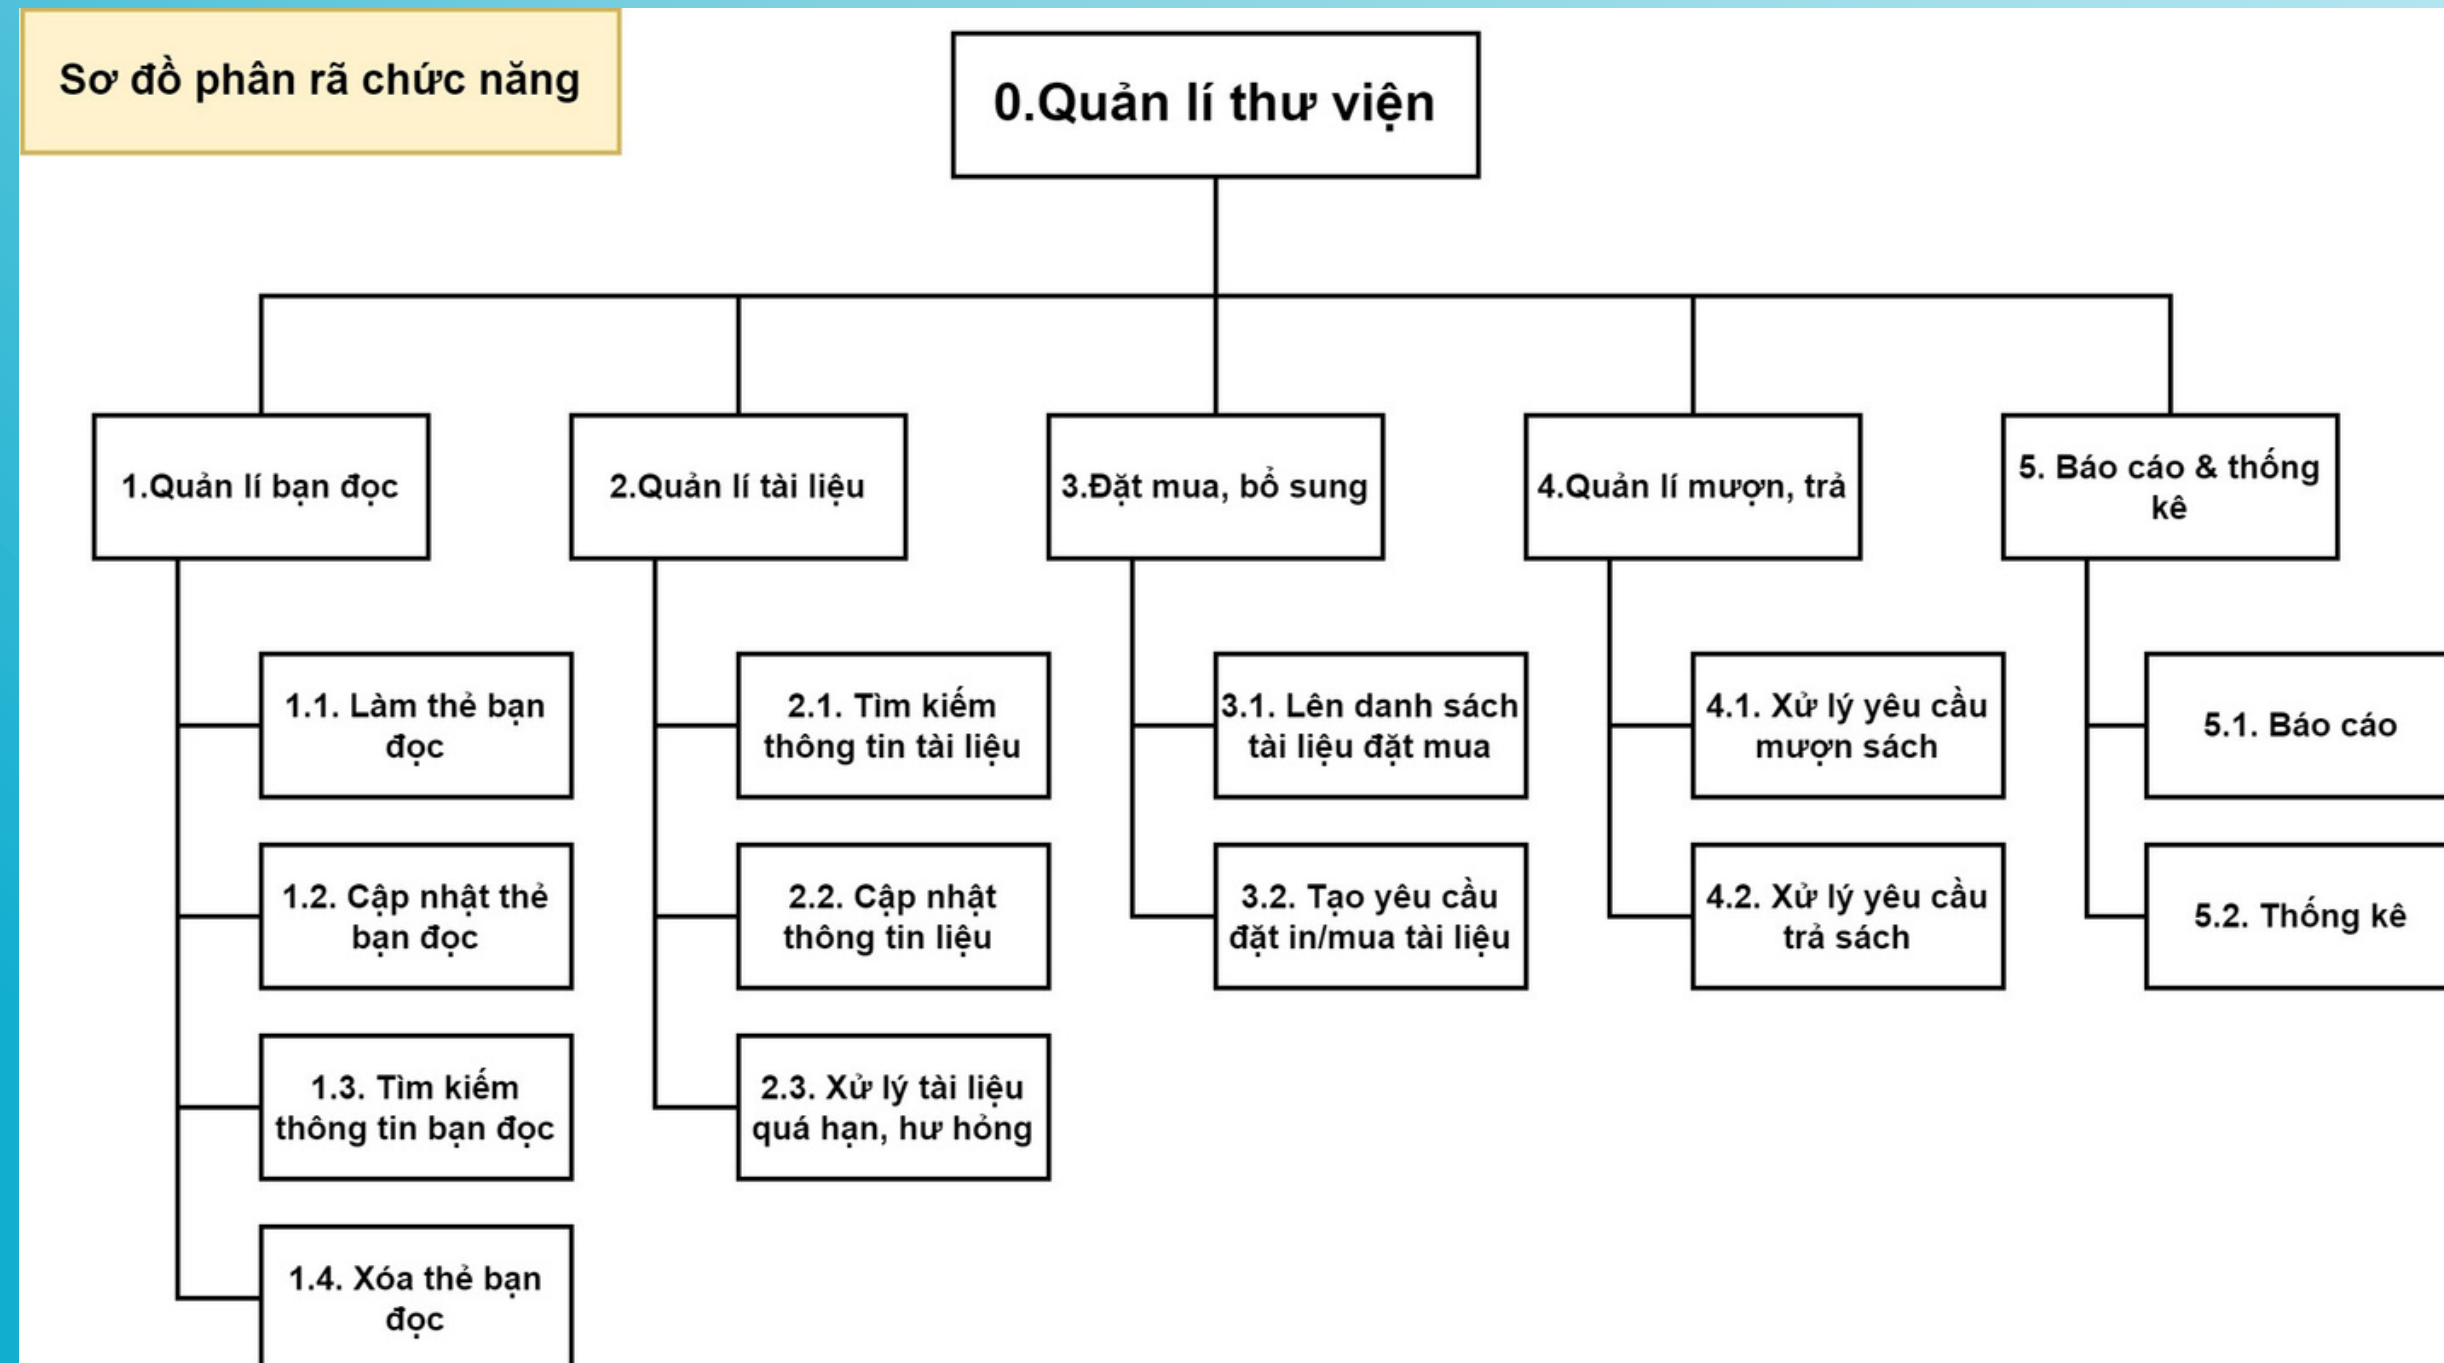 Sơ đồ phân rã chức năng
0.Quản lí thư viện
1.Quản lí bạn đọc
2.Quản lí tài liệu
3.Đặt mua, bổ sung
4.Quản lí mượn, trả
5. Báo cáo & thống
kê
1.1. Làm thẻ bạn
đọc
2.1. Tìm kiếm
thông tin tài liệu
3.1. Lên danh sách
tài liệu đặt mua
4.1. Xử lý yêu cầu
mượn sách
5.1. Báo cáo
1.2. Cập nhật thẻ
bạn đọc
2.2. Cập nhật
thông tin liệu
3.2. Tạo yêu cầu
đặt in/mua tài liệu
4.2. Xử lý yêu cầu
trả sách
5.2. Thống kê
1.3. Tìm kiếm
thông tin bạn đọc
2.3. Xử lý tài liệu
quá hạn, hư hỏng
1.4. Xóa thẻ bạn
đọc